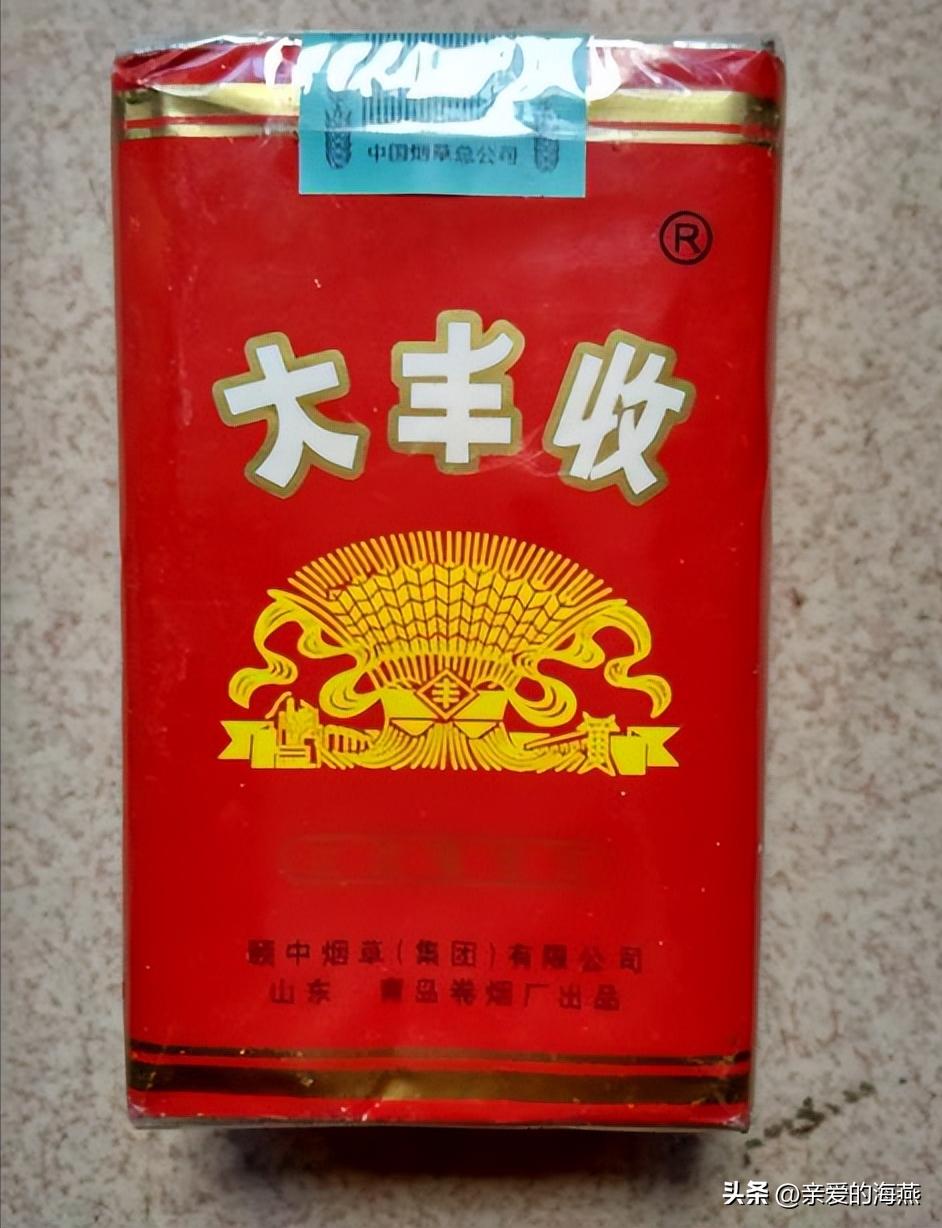 中国烟草总公司
®
大丰收
丰
颐中烟草(集团)有限公司
山东 青岛卷烟厂出品
头条 @亲爱的海燕